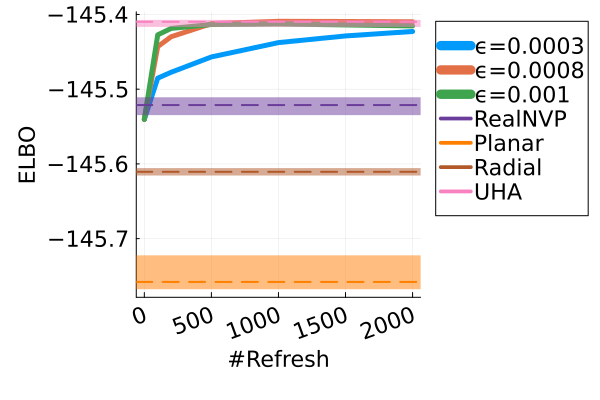 −145.4
−145.5
−145.6
−145.7
ELBO
0
500
1000
1500
2000
#Refresh
ϵ=0.0003
ϵ=0.0008
ϵ=0.001
RealNVP
Planar
Radial
UHA